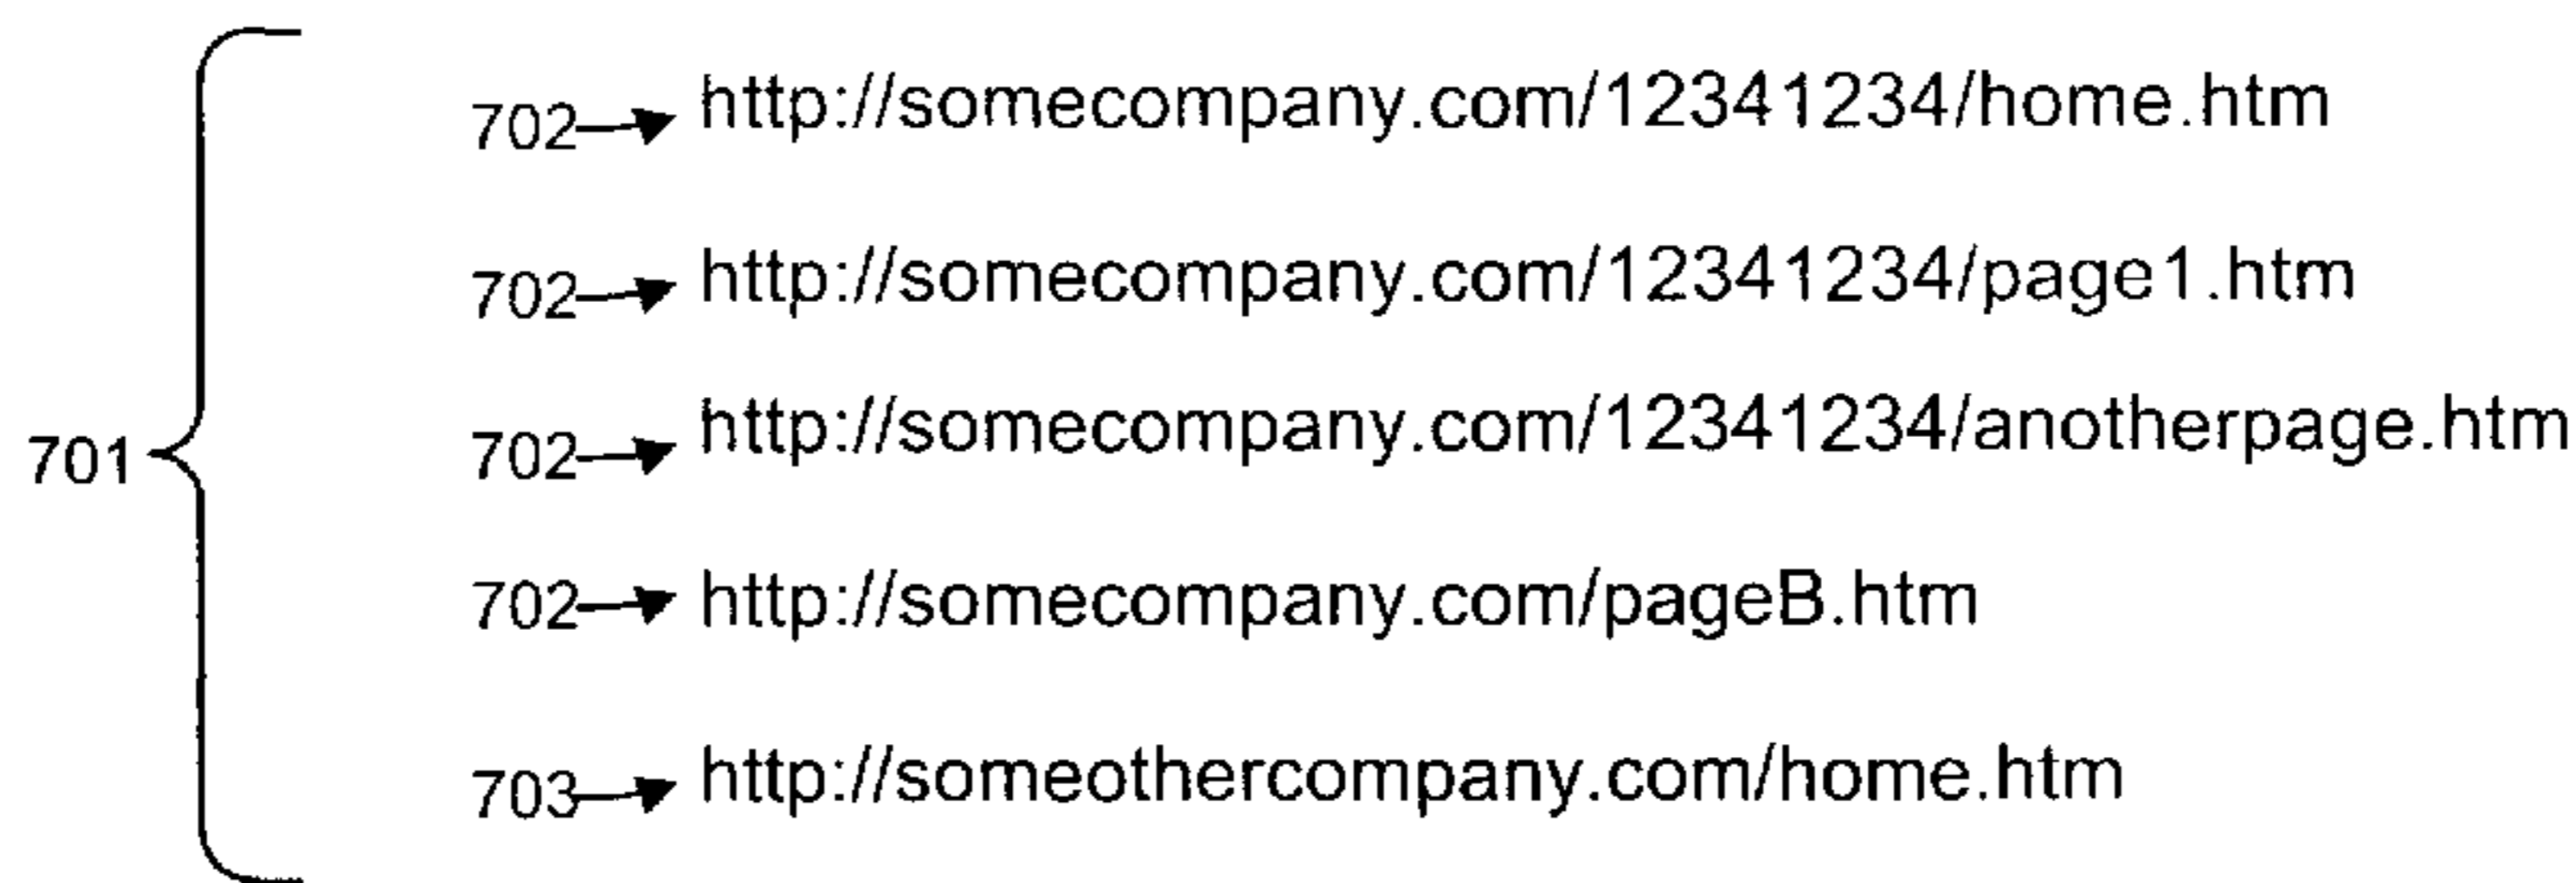 702 http://somecompany.com/12341234/home.htm
702 http://somecompany.com/12341234/page1.htm
702 http://somecompany.com/12341234/anotherpage.htm
701
702 http://somecompany.com/pageB.htm
703 http://someothercompany.com/home.htm